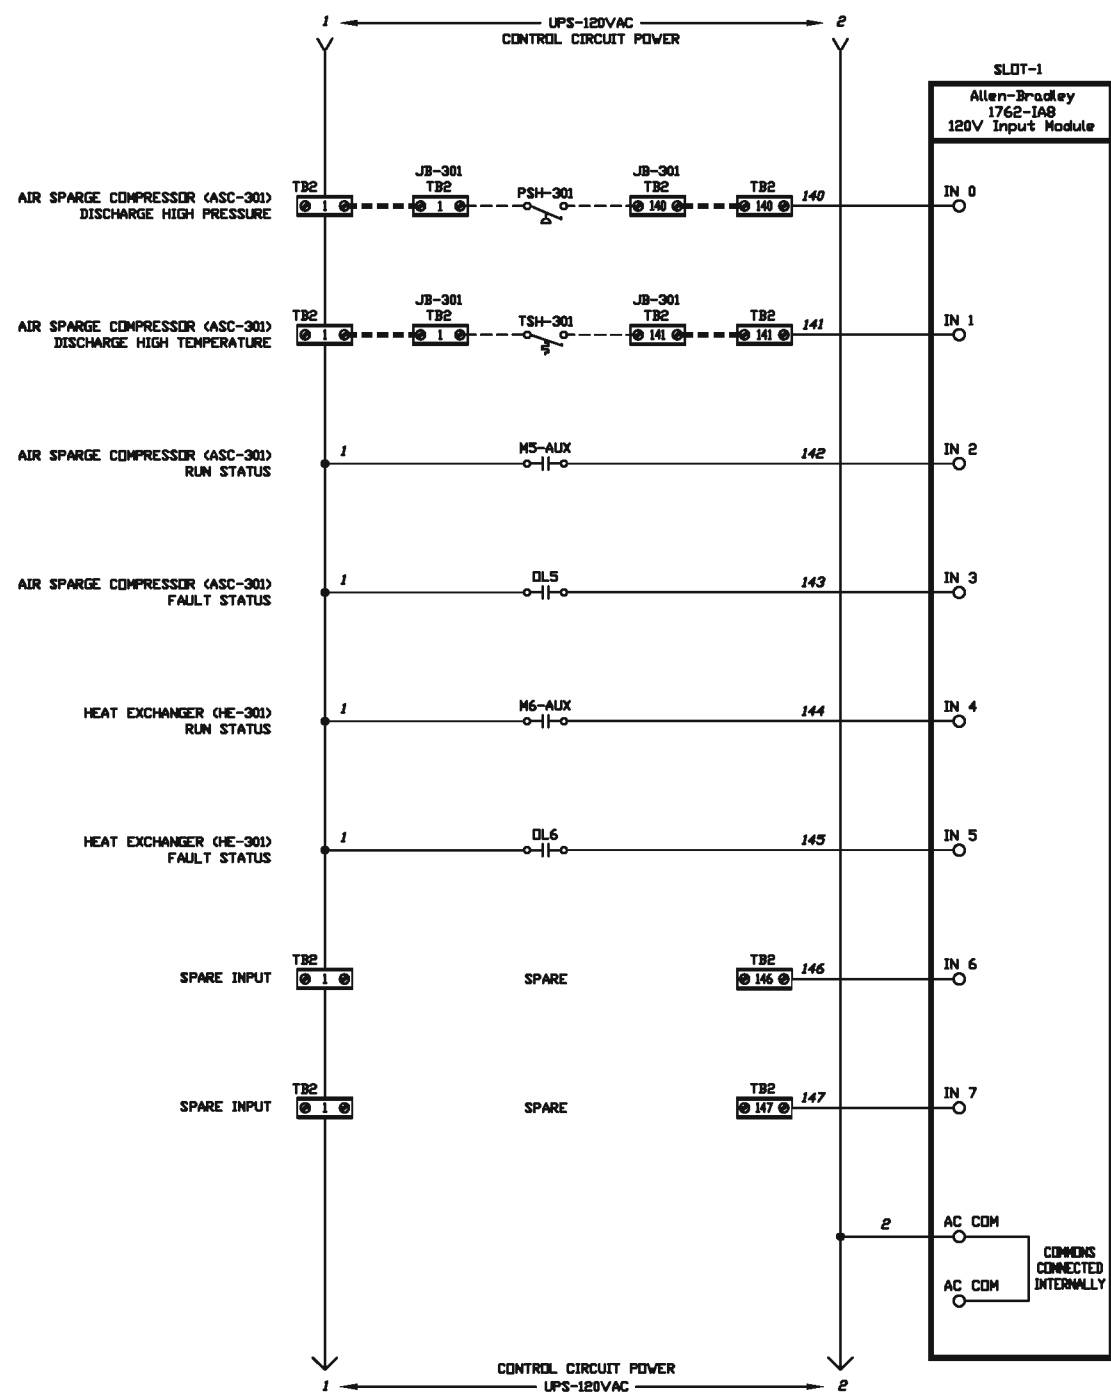 1 UPS-120VAC 2
CONTROL CIRCUIT POWER
SLOT-1
Allen-Bradley
1762-IA8
120V Input Module
AIR SPARGE COMPRESSOR (ASC-301)
DISCHARGE HIGH PRESSURE
TB2
1
JB-301
TB2
1
PSH-301
JB-301
TB2
140
TB2
140
140
IN 0
AIR SPARGE COMPRESSOR (ASC-301)
DISCHARGE HIGH TEMPERATURE
TB2
1
JB-301
TB2
1
TSH-301
JB-301
TB2
141
TB2
141
141
IN 1
AIR SPARGE COMPRESSOR (ASC-301)
RUN STATUS
1
M5-AUX
142
IN 2
AIR SPARGE COMPRESSOR (ASC-301)
FAULT STATUS
1
OL5
143
IN 3
HEAT EXCHANGER (HE-301)
RUN STATUS
1
M6-AUX
144
IN 4
HEAT EXCHANGER (HE-301)
FAULT STATUS
1
OL6
145
IN 5
SPARE INPUT
TB2
1
SPARE
TB2
146
146
IN 6
SPARE INPUT
TB2
1
SPARE
TB2
147
147
IN 7
2
AC COM
COMMONS
CONNECTED
INTERNALLY
AC COM
CONTROL CIRCUIT POWER
1 UPS-120VAC 2